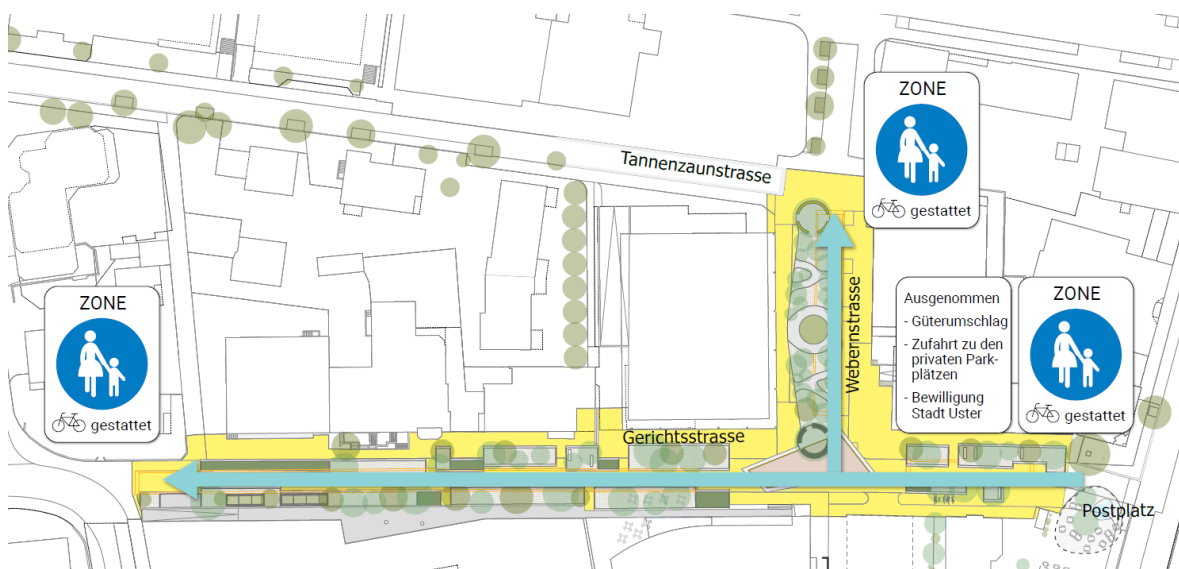 ZONE
gestattet
Tannenzaunstrasse
Webernstrasse
Ausgenommen
- Güterumschlag
- Zufahrt zu den
privaten Park-
plätzen
- Bewilligung
Stadt Uster
ZONE
gestattet
ZONE
gestattet
Gerichtsstrasse
Postplatz